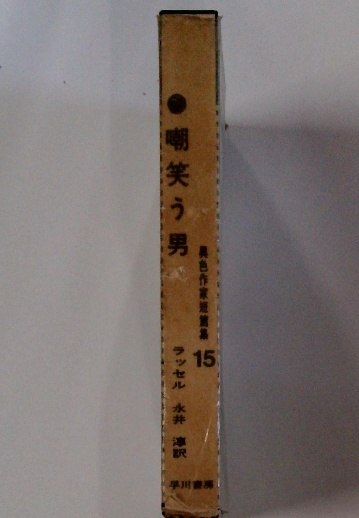 嘲笑う男
異色作家短篇集
15
ラッセル 永井 淳訳
早川書房